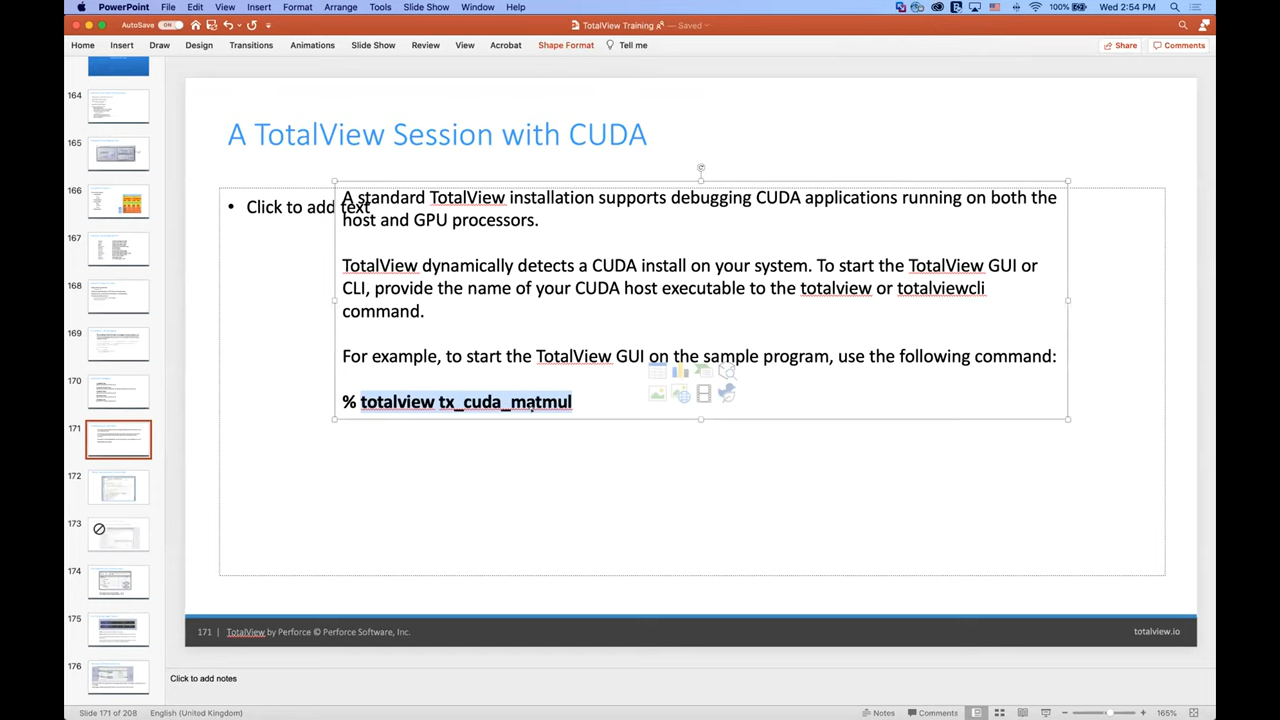 PowerPoint File Edit View Insert Format Arrange Tools Slide Show Window Help 100% Wed 2:54 PM
AutoSave ON TotalView Training — Saved
Home Insert Draw Design Transitions Animations Slide Show Review View Acrobat Shape Format Tell me Share Comments
164
165
166
167
168
169
170
171
172
173
174
175
176
A TotalView Session with CUDA
• Click to add text
A standard TotalView installation supports debugging CUDA applications running on both the
host and GPU processors.
TotalView dynamically detects a CUDA install on your system. To start the TotalView GUI or
CLI, provide the name of your CUDA host executable to the totalview or totalviewcli
command.
For example, to start the TotalView GUI on the sample program, use the following command:
% totalview tx_cuda_matmul
171 | TotalView by Perforce © Perforce Software, Inc. totalview.io
Click to add notes
Slide 171 of 208 English (United Kingdom) Notes Comments 165%